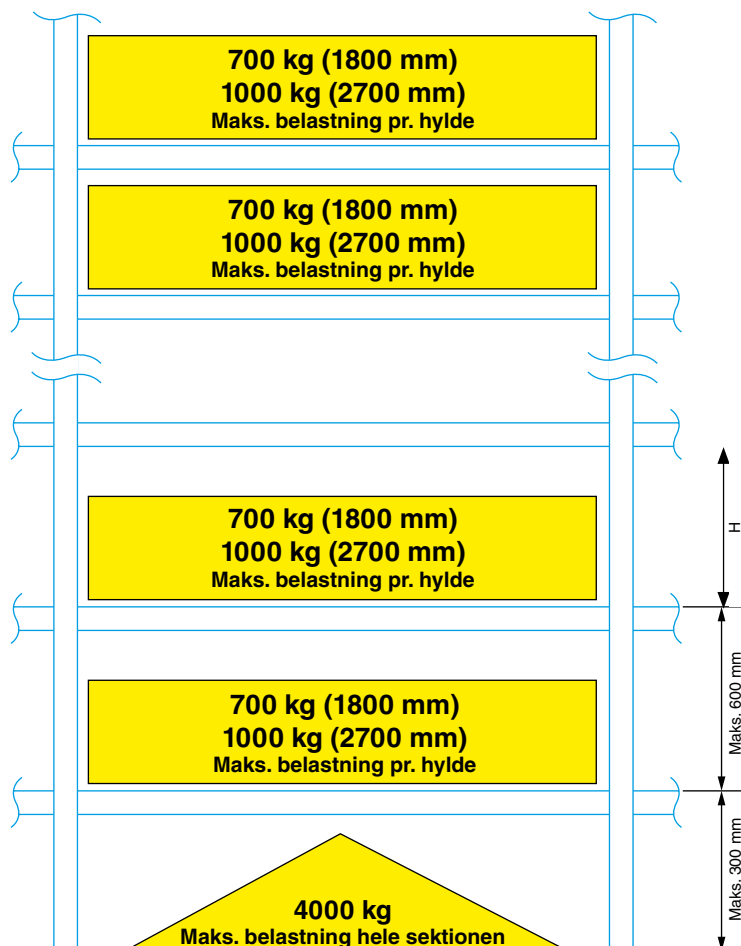 700 kg (1800 mm)
1000 kg (2700 mm)
Maks. belastning pr. hylde
700 kg (1800 mm)
1000 kg (2700 mm)
Maks. belastning pr. hylde
700 kg (1800 mm)
1000 kg (2700 mm)
Maks. belastning pr. hylde
H
700 kg (1800 mm)
1000 kg (2700 mm)
Maks. belastning pr. hylde
Maks. 600 mm
4000 kg
Maks. belastning hele sektionen
Maks. 300 mm